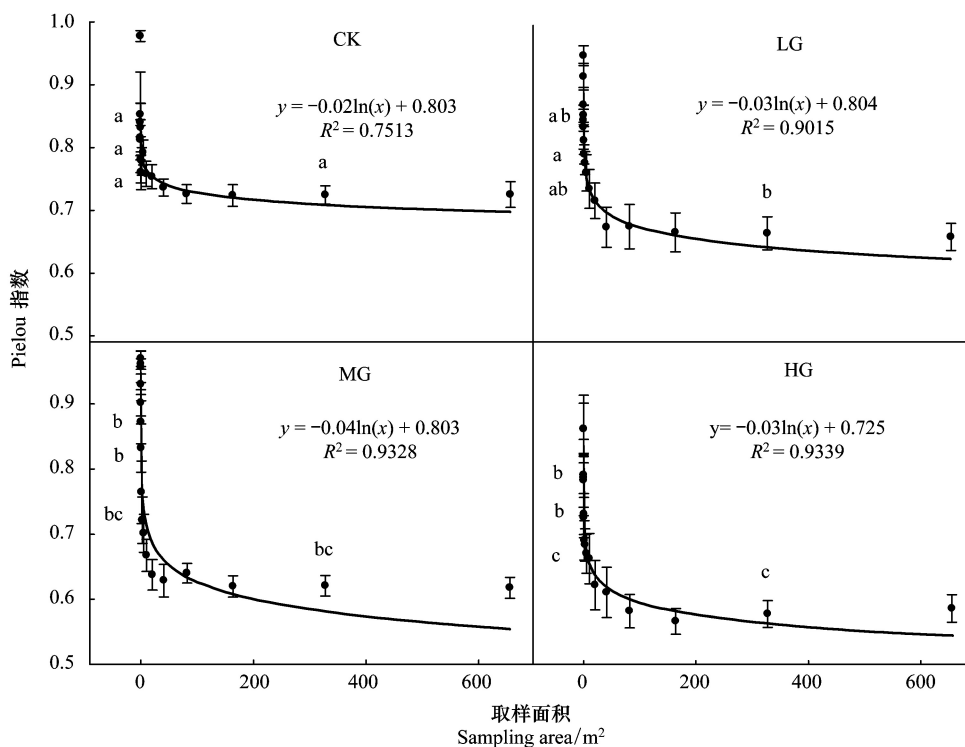 1.0
0.9
0.8
0.7
0.6
0.5
CK
y = −0.02ln(x) + 0.803
R² = 0.7513
a
a
a
a
LG
y = −0.03ln(x) + 0.804
R² = 0.9015
a b
a
ab
b
Pielou 指数
0.9
0.8
0.7
0.6
0.5
MG
y = −0.04ln(x) + 0.803
R² = 0.9328
b
b
bc
bc
HG
y= −0.03ln(x) + 0.725
R² = 0.9339
b
b
c
c
0 200 400 600
0 200 400 600
取样面积
Sampling area/m²